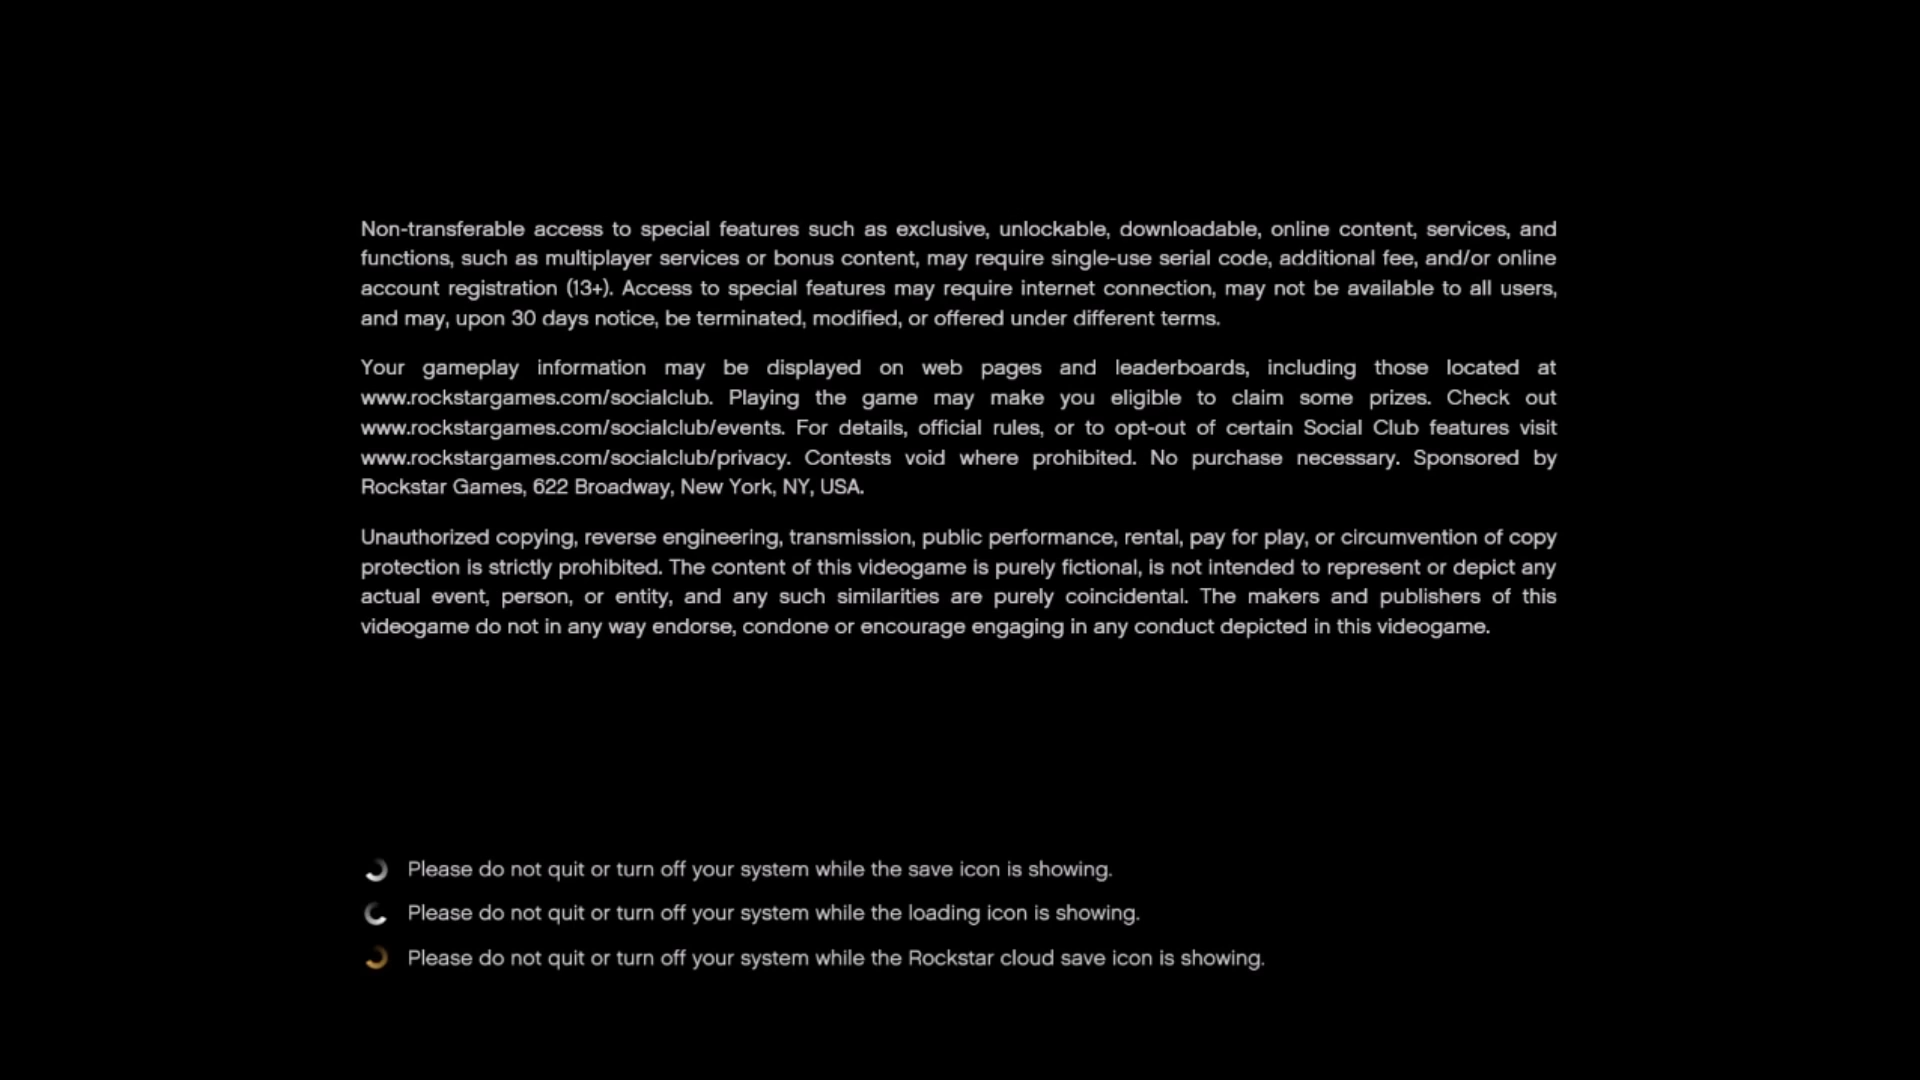 Non-transferable access to special features such as exclusive, unlockable, downloadable, online content, services, and
functions, such as multiplayer services or bonus content, may require single-use serial code, additional fee, and/or online
account registration (13+). Access to special features may require internet connection, may not be available to all users,
and may, upon 30 days notice, be terminated, modified, or offered under different terms.
Your gameplay information may be displayed on web pages and leaderboards, including those located at
www.rockstargames.com/socialclub. Playing the game may make you eligible to claim some prizes. Check out
www.rockstargames.com/socialclub/events. For details, official rules, or to opt-out of certain Social Club features visit
www.rockstargames.com/socialclub/privacy. Contests void where prohibited. No purchase necessary. Sponsored by
Rockstar Games, 622 Broadway, New York, NY, USA.
Unauthorized copying, reverse engineering, transmission, public performance, rental, pay for play, or circumvention of copy
protection is strictly prohibited. The content of this videogame is purely fictional, is not intended to represent or depict any
actual event, person, or entity, and any such similarities are purely coincidental. The makers and publishers of this
videogame do not in any way endorse, condone or encourage engaging in any conduct depicted in this videogame.
Please do not quit or turn off your system while the save icon is showing.
Please do not quit or turn off your system while the loading icon is showing.
Please do not quit or turn off your system while the Rockstar cloud save icon is showing.